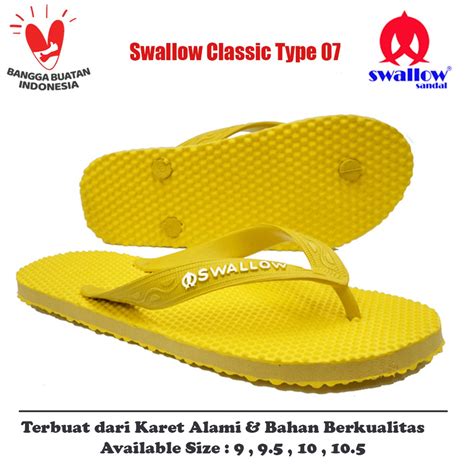 BANGGA BUATAN
INDONESIA
Swallow Classic Type 07
swallow®
sandal
SWALLOW
Terbuat dari Karet Alami & Bahan Berkualitas
Available Size : 9 , 9.5 , 10 , 10.5